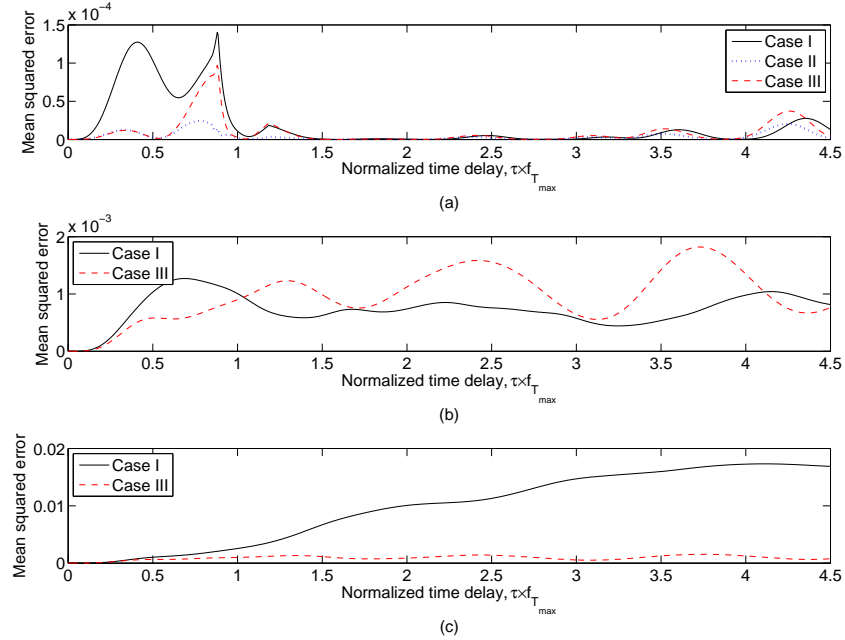 x 10⁻⁴
Mean squared error
1.5
1
0.5
0
0 0.5 1 1.5 2 2.5 3 3.5 4 4.5
Case I
Case II
Case III
Normalized time delay, τ×f_Tmax
(a)
x 10⁻³
Mean squared error
2
1
0
0 0.5 1 1.5 2 2.5 3 3.5 4 4.5
Case I
Case III
Normalized time delay, τ×f_Tmax
(b)
Mean squared error
0.02
0.01
0
0 0.5 1 1.5 2 2.5 3 3.5 4 4.5
Case I
Case III
Normalized time delay, τ×f_Tmax
(c)